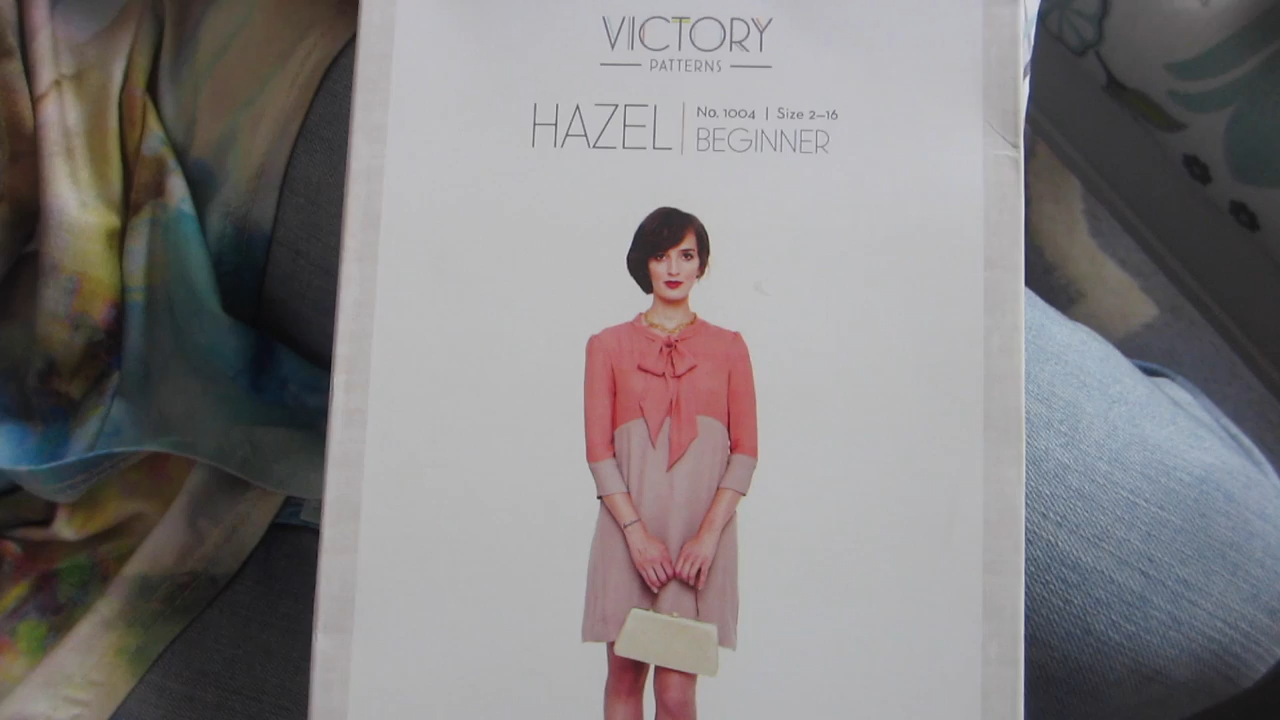 VICTORY
PATTERNS
HAZEL
No. 1004 | Size 2–16
BEGINNER